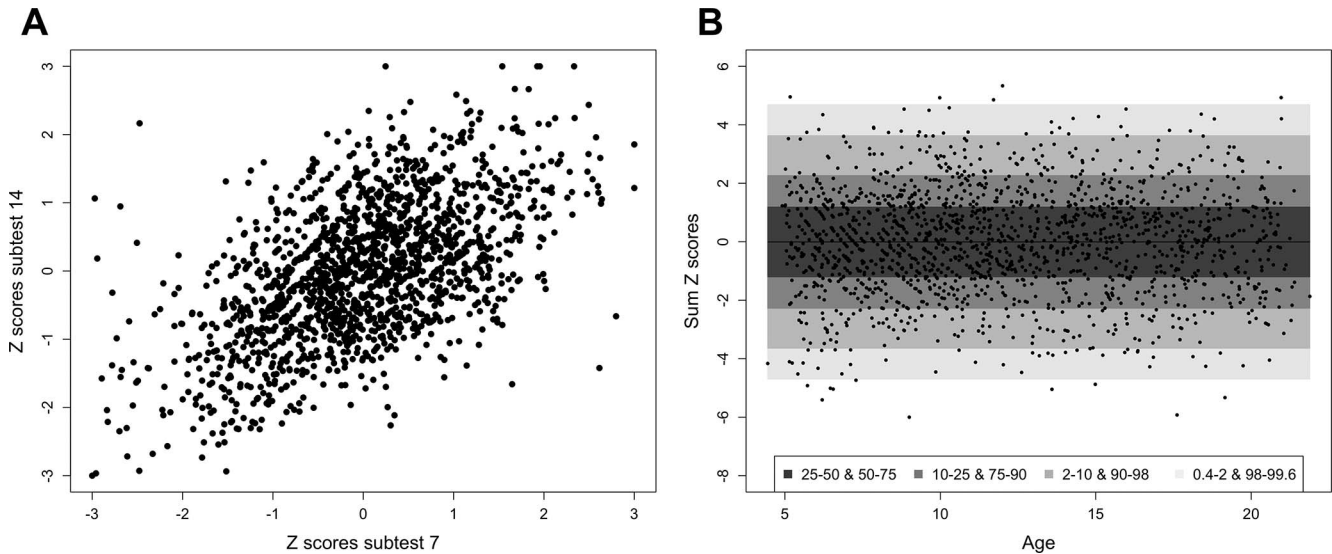 A
B
3
2
1
0
-1
-2
-3
Z scores subtest 14
-3 -2 -1 0 1 2 3
Z scores subtest 7
6
4
2
0
-2
-4
-6
-8
Sum Z scores
25-50 & 50-75 10-25 & 75-90 2-10 & 90-98 0.4-2 & 98-99.6
5 10 15 20
Age